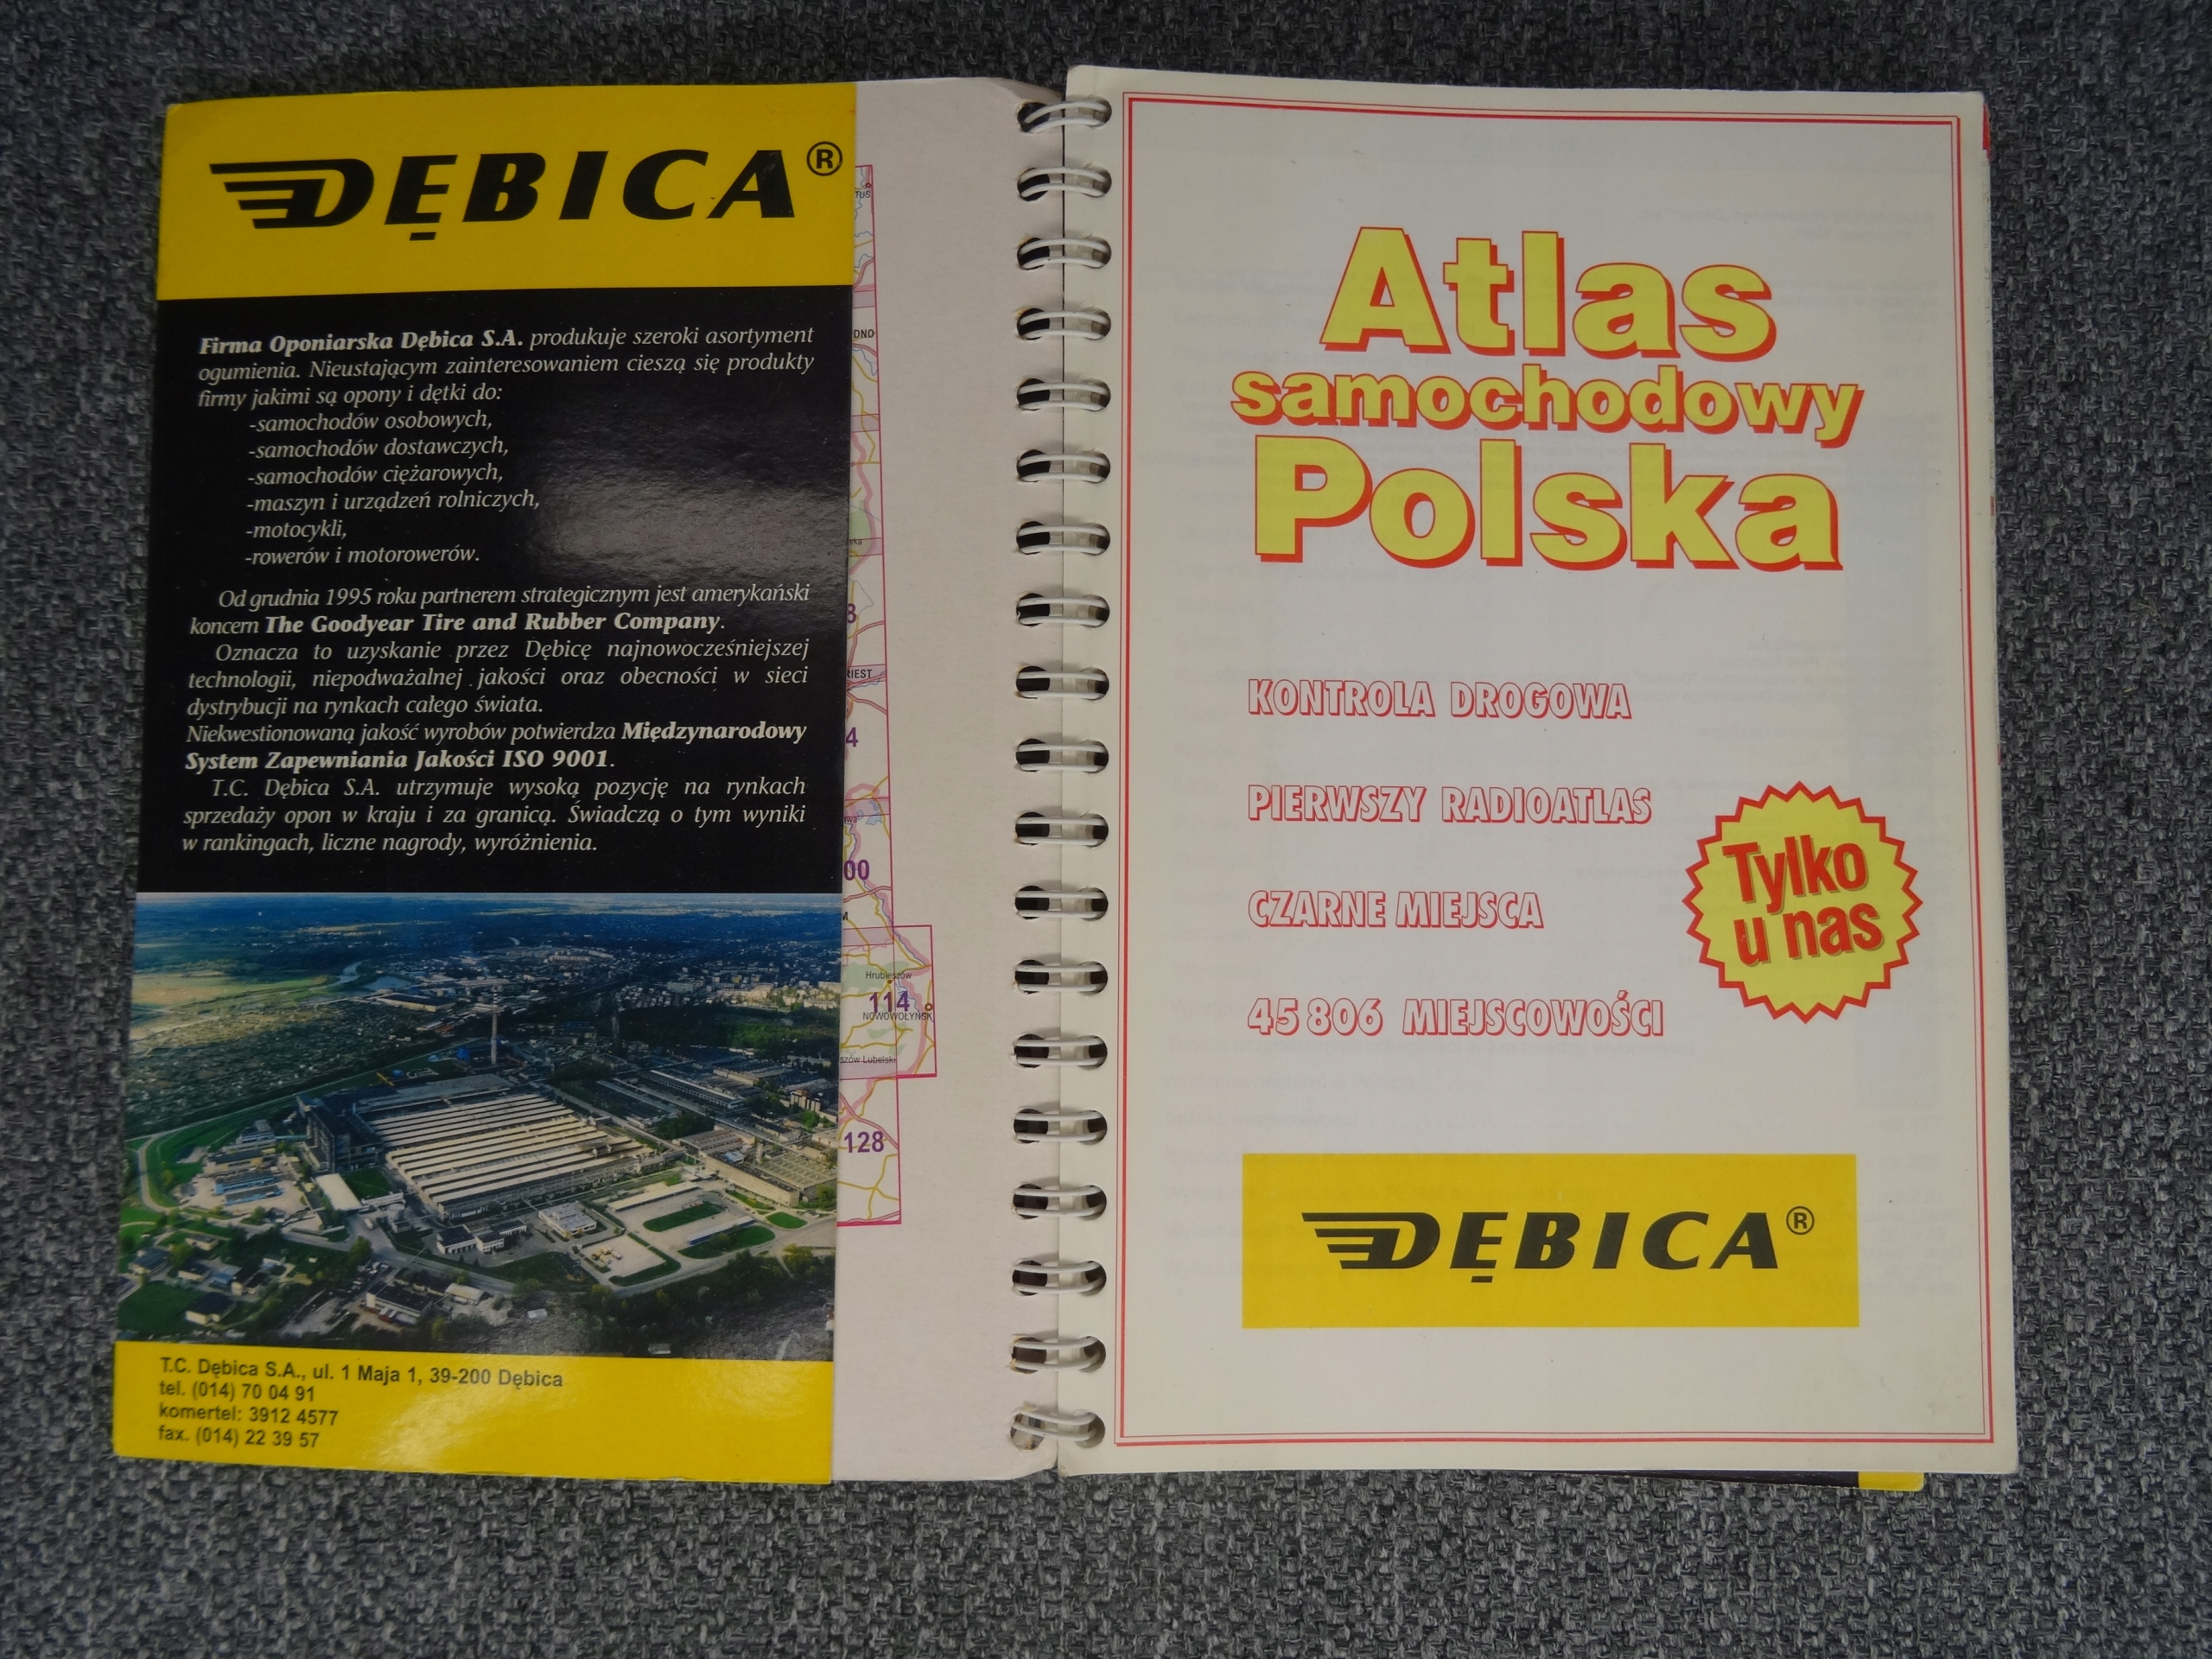 DĘBICA®
Firma Oponiarska Dębica S.A. produkuje szeroki asortyment
ogumienia. Nieustającym zainteresowaniem cieszą się produkty
firmy jakimi są opony i dętki do:
-samochodów osobowych,
-samochodów dostawczych,
-samochodów ciężarowych,
-maszyn i urządzeń rolniczych,
-motocykli,
-rowerów i motorowerów.
Od grudnia 1995 roku partnerem strategicznym jest amerykański
koncern The Goodyear Tire and Rubber Company.
Oznacza to uzyskanie przez Dębicę najnowocześniejszej
technologii, niepodważalnej jakości oraz obecności w sieci
dystrybucji na rynkach całego świata.
Niekwestionowaną jakość wyrobów potwierdza Międzynarodowy
System Zapewniania Jakości ISO 9001.
T.C. Dębica S.A. utrzymuje wysoką pozycję na rynkach
sprzedaży opon w kraju i za granicą. Świadczą o tym wyniki
w rankingach, liczne nagrody, wyróżnienia.
T.C. Dębica S.A., ul. 1 Maja 1, 39-200 Dębica
tel. (014) 70 04 91
komertel: 3912 4577
fax. (014) 22 39 57
Hrubieszów
114
NOWOWOŁYŃSK
128
Atlas
samochodowy
Polska
KONTROLA DROGOWA
PIERWSZY RADIOATLAS
CZARNE MIEJSCA
45 806 MIEJSCOWOŚCI
Tylko
u nas
DĘBICA®